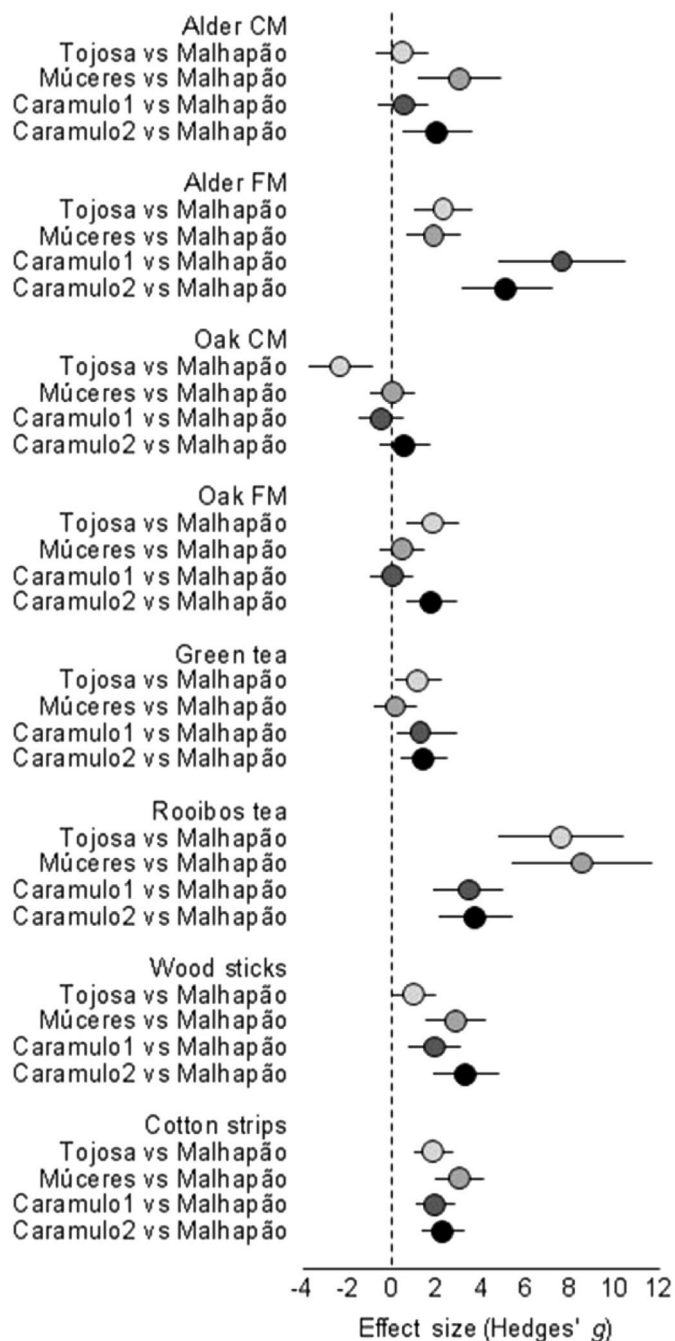 Alder CM
Tojosa vs Malhapão
Múceres vs Malhapão
Caramulo1 vs Malhapão
Caramulo2 vs Malhapão
Alder FM
Tojosa vs Malhapão
Múceres vs Malhapão
Caramulo1 vs Malhapão
Caramulo2 vs Malhapão
Oak CM
Tojosa vs Malhapão
Múceres vs Malhapão
Caramulo1 vs Malhapão
Caramulo2 vs Malhapão
Oak FM
Tojosa vs Malhapão
Múceres vs Malhapão
Caramulo1 vs Malhapão
Caramulo2 vs Malhapão
Green tea
Tojosa vs Malhapão
Múceres vs Malhapão
Caramulo1 vs Malhapão
Caramulo2 vs Malhapão
Rooibos tea
Tojosa vs Malhapão
Múceres vs Malhapão
Caramulo1 vs Malhapão
Caramulo2 vs Malhapão
Wood sticks
Tojosa vs Malhapão
Múceres vs Malhapão
Caramulo1 vs Malhapão
Caramulo2 vs Malhapão
Cotton strips
Tojosa vs Malhapão
Múceres vs Malhapão
Caramulo1 vs Malhapão
Caramulo2 vs Malhapão
-4 -2 0 2 4 6 8 10 12
Effect size (Hedges' g)